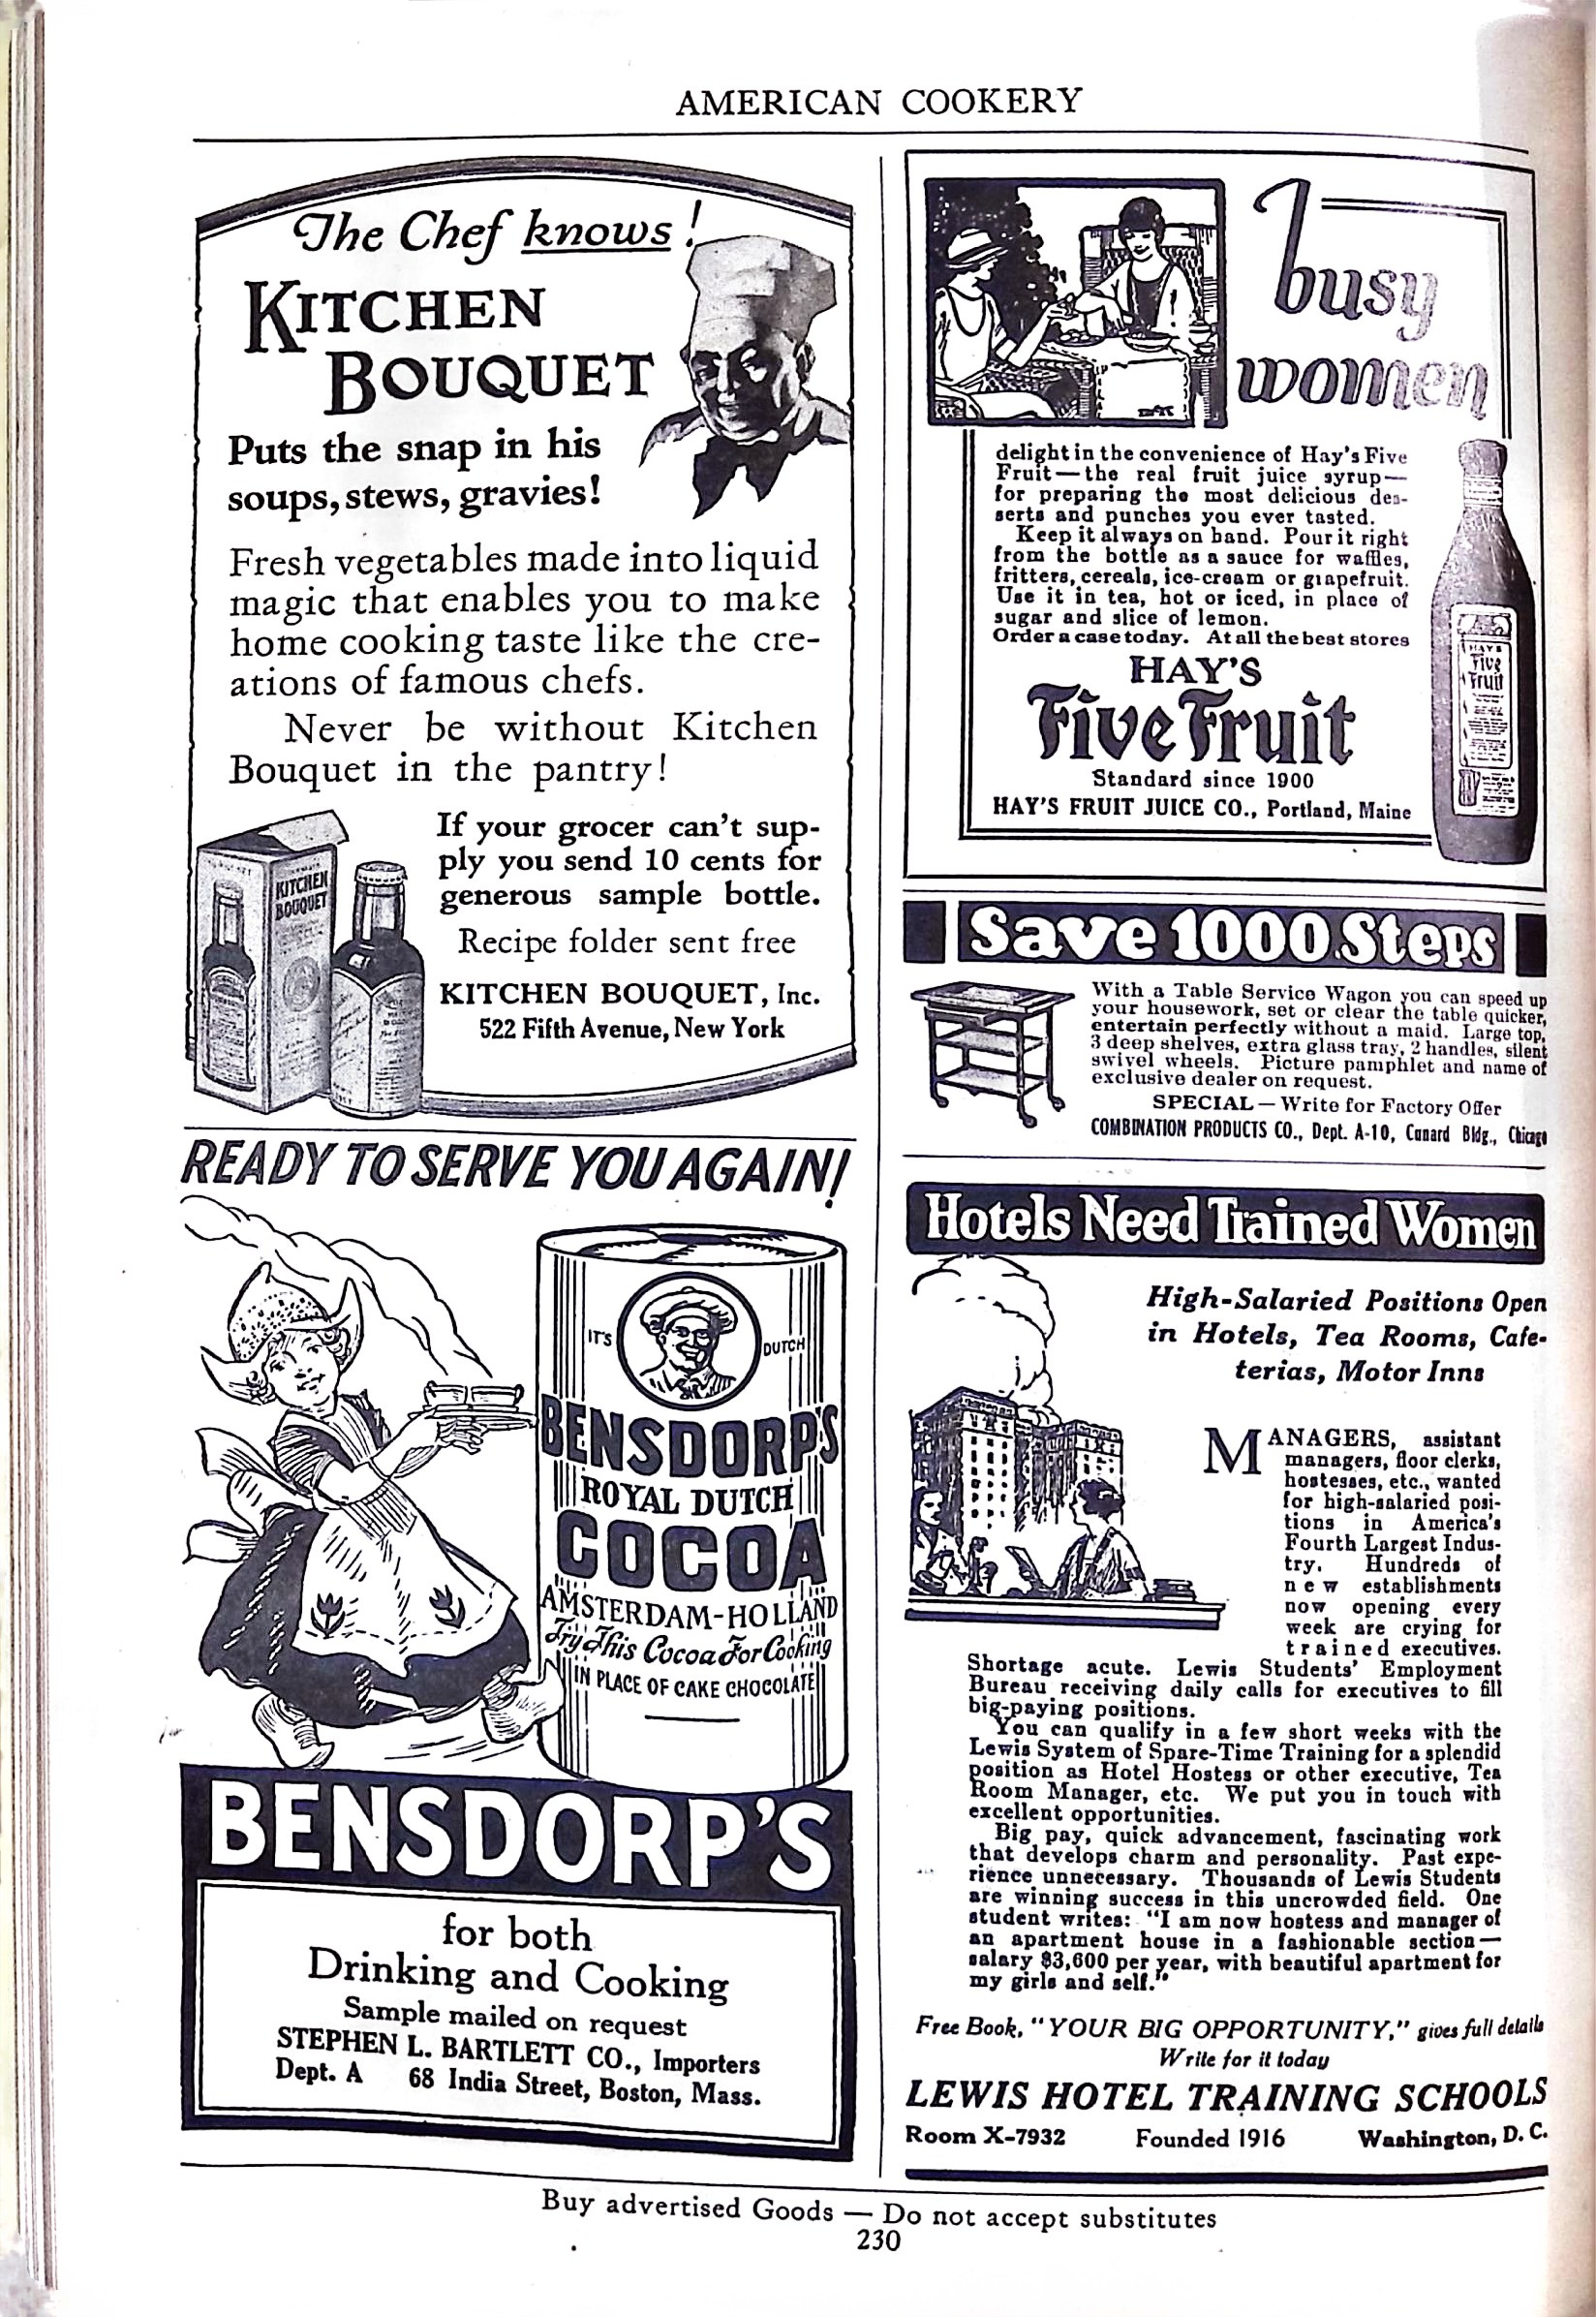 AMERICAN COOKERY
The Chef knows!
KITCHEN
BOUQUET
Puts the snap in his
soups, stews, gravies!
Fresh vegetables made into liquid
magic that enables you to make
home cooking taste like the cre-
ations of famous chefs.
Never be without Kitchen
Bouquet in the pantry!
If your grocer can't sup-
ply you send 10 cents for
generous sample bottle.
Recipe folder sent free
KITCHEN BOUQUET, Inc.
522 Fifth Avenue, New York
KITCHEN
BOUQUET
READY TO SERVE YOU AGAIN!
IT'S DUTCH
BENSDORP'S
ROYAL DUTCH
COCOA
AMSTERDAM-HOLLAND
Try This Cocoa For Cooking
IN PLACE OF CAKE CHOCOLATE
BENSDORP'S
for both
Drinking and Cooking
Sample mailed on request
STEPHEN L. BARTLETT CO., Importers
Dept. A 68 India Street, Boston, Mass.
busy
women
delight in the convenience of Hay's Five
Fruit—the real fruit juice syrup—
for preparing the most delicious des-
serts and punches you ever tasted.
Keep it always on hand. Pour it right
from the bottle as a sauce for waffles,
fritters, cereals, ice-cream or grapefruit.
Use it in tea, hot or iced, in place of
sugar and slice of lemon.
Order a case today. At all the best stores
HAY'S
Five Fruit
Standard since 1900
HAY'S FRUIT JUICE CO., Portland, Maine
HAY'S
Five
Fruit
Save 1000 Steps
With a Table Service Wagon you can speed up
your housework, set or clear the table quicker,
entertain perfectly without a maid. Large top,
3 deep shelves, extra glass tray, 2 handles, silent
swivel wheels. Picture pamphlet and name of
exclusive dealer on request.
SPECIAL—Write for Factory Offer
COMBINATION PRODUCTS CO., Dept. A-10, Cunard Bldg., Chicago
Hotels Need Trained Women
High-Salaried Positions Open
in Hotels, Tea Rooms, Cafe-
terias, Motor Inns
MANAGERS, assistant
managers, floor clerks,
hostesses, etc., wanted
for high-salaried posi-
tions in America's
Fourth Largest Indus-
try. Hundreds of
new establishments
now opening every
week are crying for
trained executives.
Shortage acute. Lewis Students' Employment
Bureau receiving daily calls for executives to fill
big-paying positions.
You can qualify in a few short weeks with the
Lewis System of Spare-Time Training for a splendid
position as Hotel Hostess or other executive, Tea
Room Manager, etc. We put you in touch with
excellent opportunities.
Big pay, quick advancement, fascinating work
that develops charm and personality. Past expe-
rience unnecessary. Thousands of Lewis Students
are winning success in this uncrowded field. One
student writes: "I am now hostess and manager of
an apartment house in a fashionable section—
salary $3,600 per year, with beautiful apartment for
my girls and self."
Free Book, "YOUR BIG OPPORTUNITY," gives full details
Write for it today
LEWIS HOTEL TRAINING SCHOOLS
Room X-7932 Founded 1916 Washington, D. C.
Buy advertised Goods — Do not accept substitutes
230